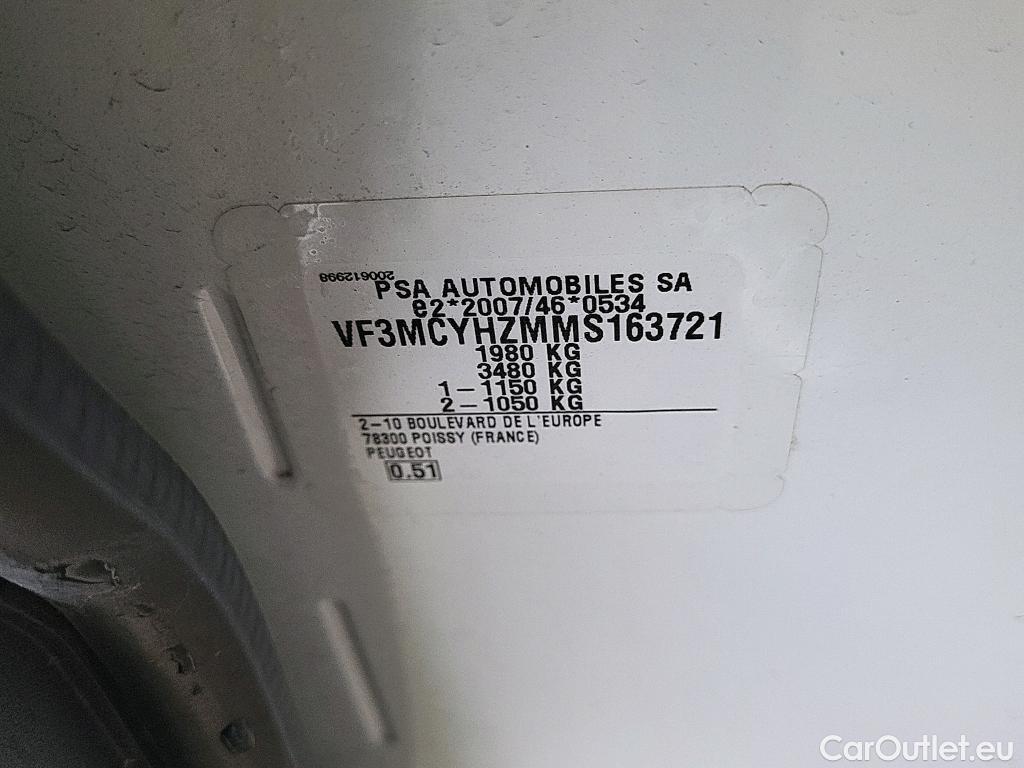 200612998
PSA AUTOMOBILES SA
e2*2007/46*0534
VF3MCYHZMMS163721
1980 KG
3480 KG
1-1150 KG
2-1050 KG
2-10 BOULEVARD DE L'EUROPE
78300 POISSY (FRANCE)
PEUGEOT
0.51
CarOutlet.eu